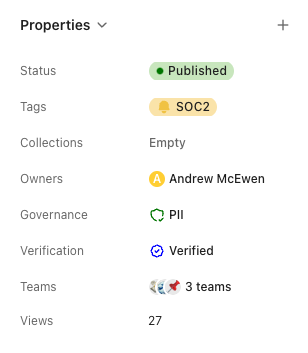 Properties
Status Published
Tags SOC2
Collections Empty
Owners A Andrew McEwen
Governance PII
Verification Verified
Teams 3 teams
Views 27